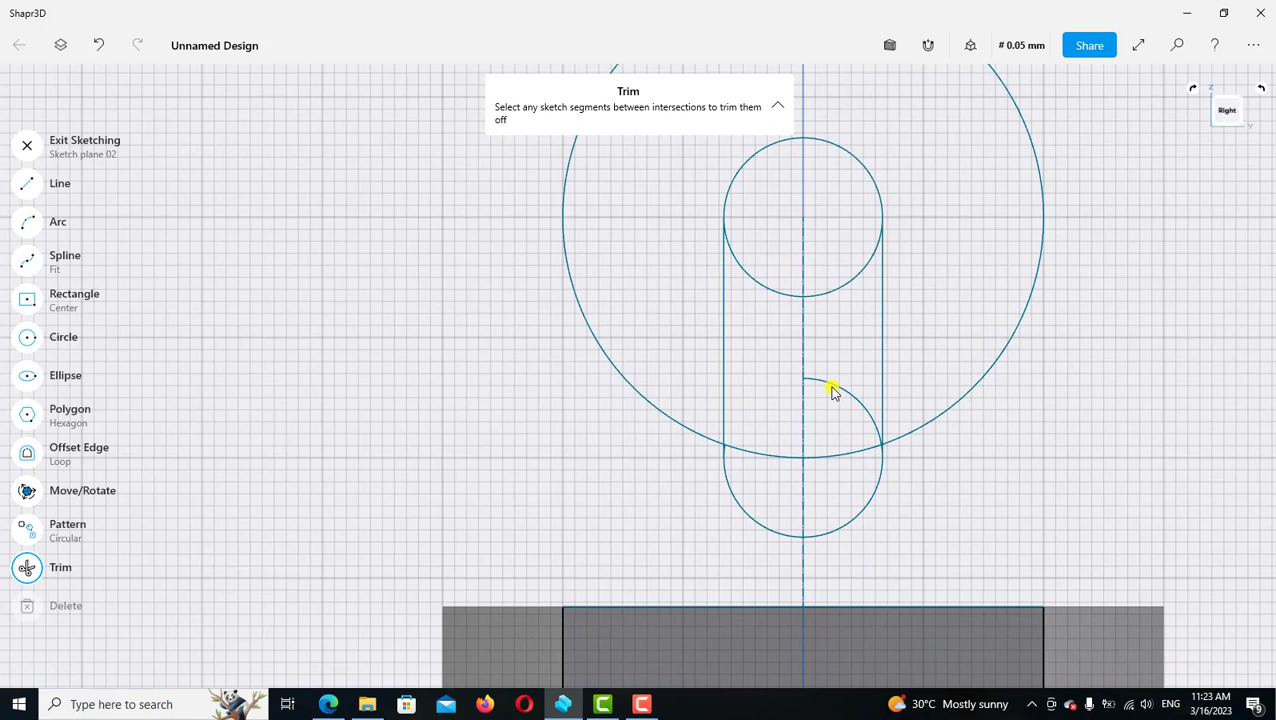 Shapr3D
Unnamed Design
# 0.05 mm
Share
Trim
Select any sketch segments between intersections to trim them
off
Z
Right
Y
Exit Sketching
Sketch plane 02
Line
Arc
Spline
Fit
Rectangle
Center
Circle
Ellipse
Polygon
Hexagon
Offset Edge
Loop
Move/Rotate
Pattern
Circular
Trim
Delete
Type here to search
30°C Mostly sunny
ENG
11:23 AM
3/16/2023